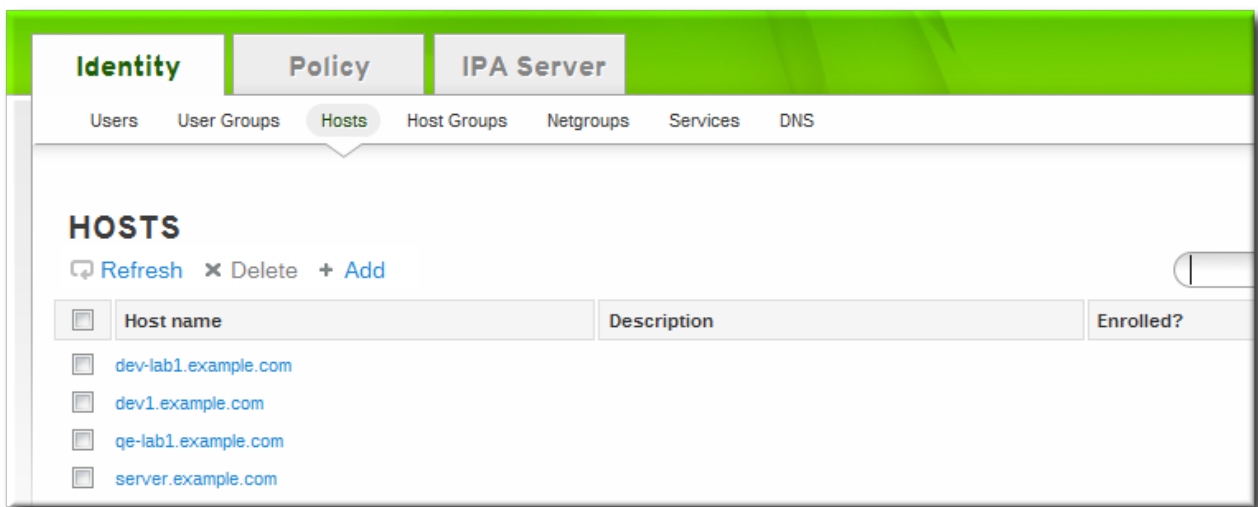 Identity Policy IPA Server
Users User Groups Hosts Host Groups Netgroups Services DNS
HOSTS
Refresh Delete + Add
Host name Description Enrolled?
dev-lab1.example.com
dev1.example.com
qe-lab1.example.com
server.example.com